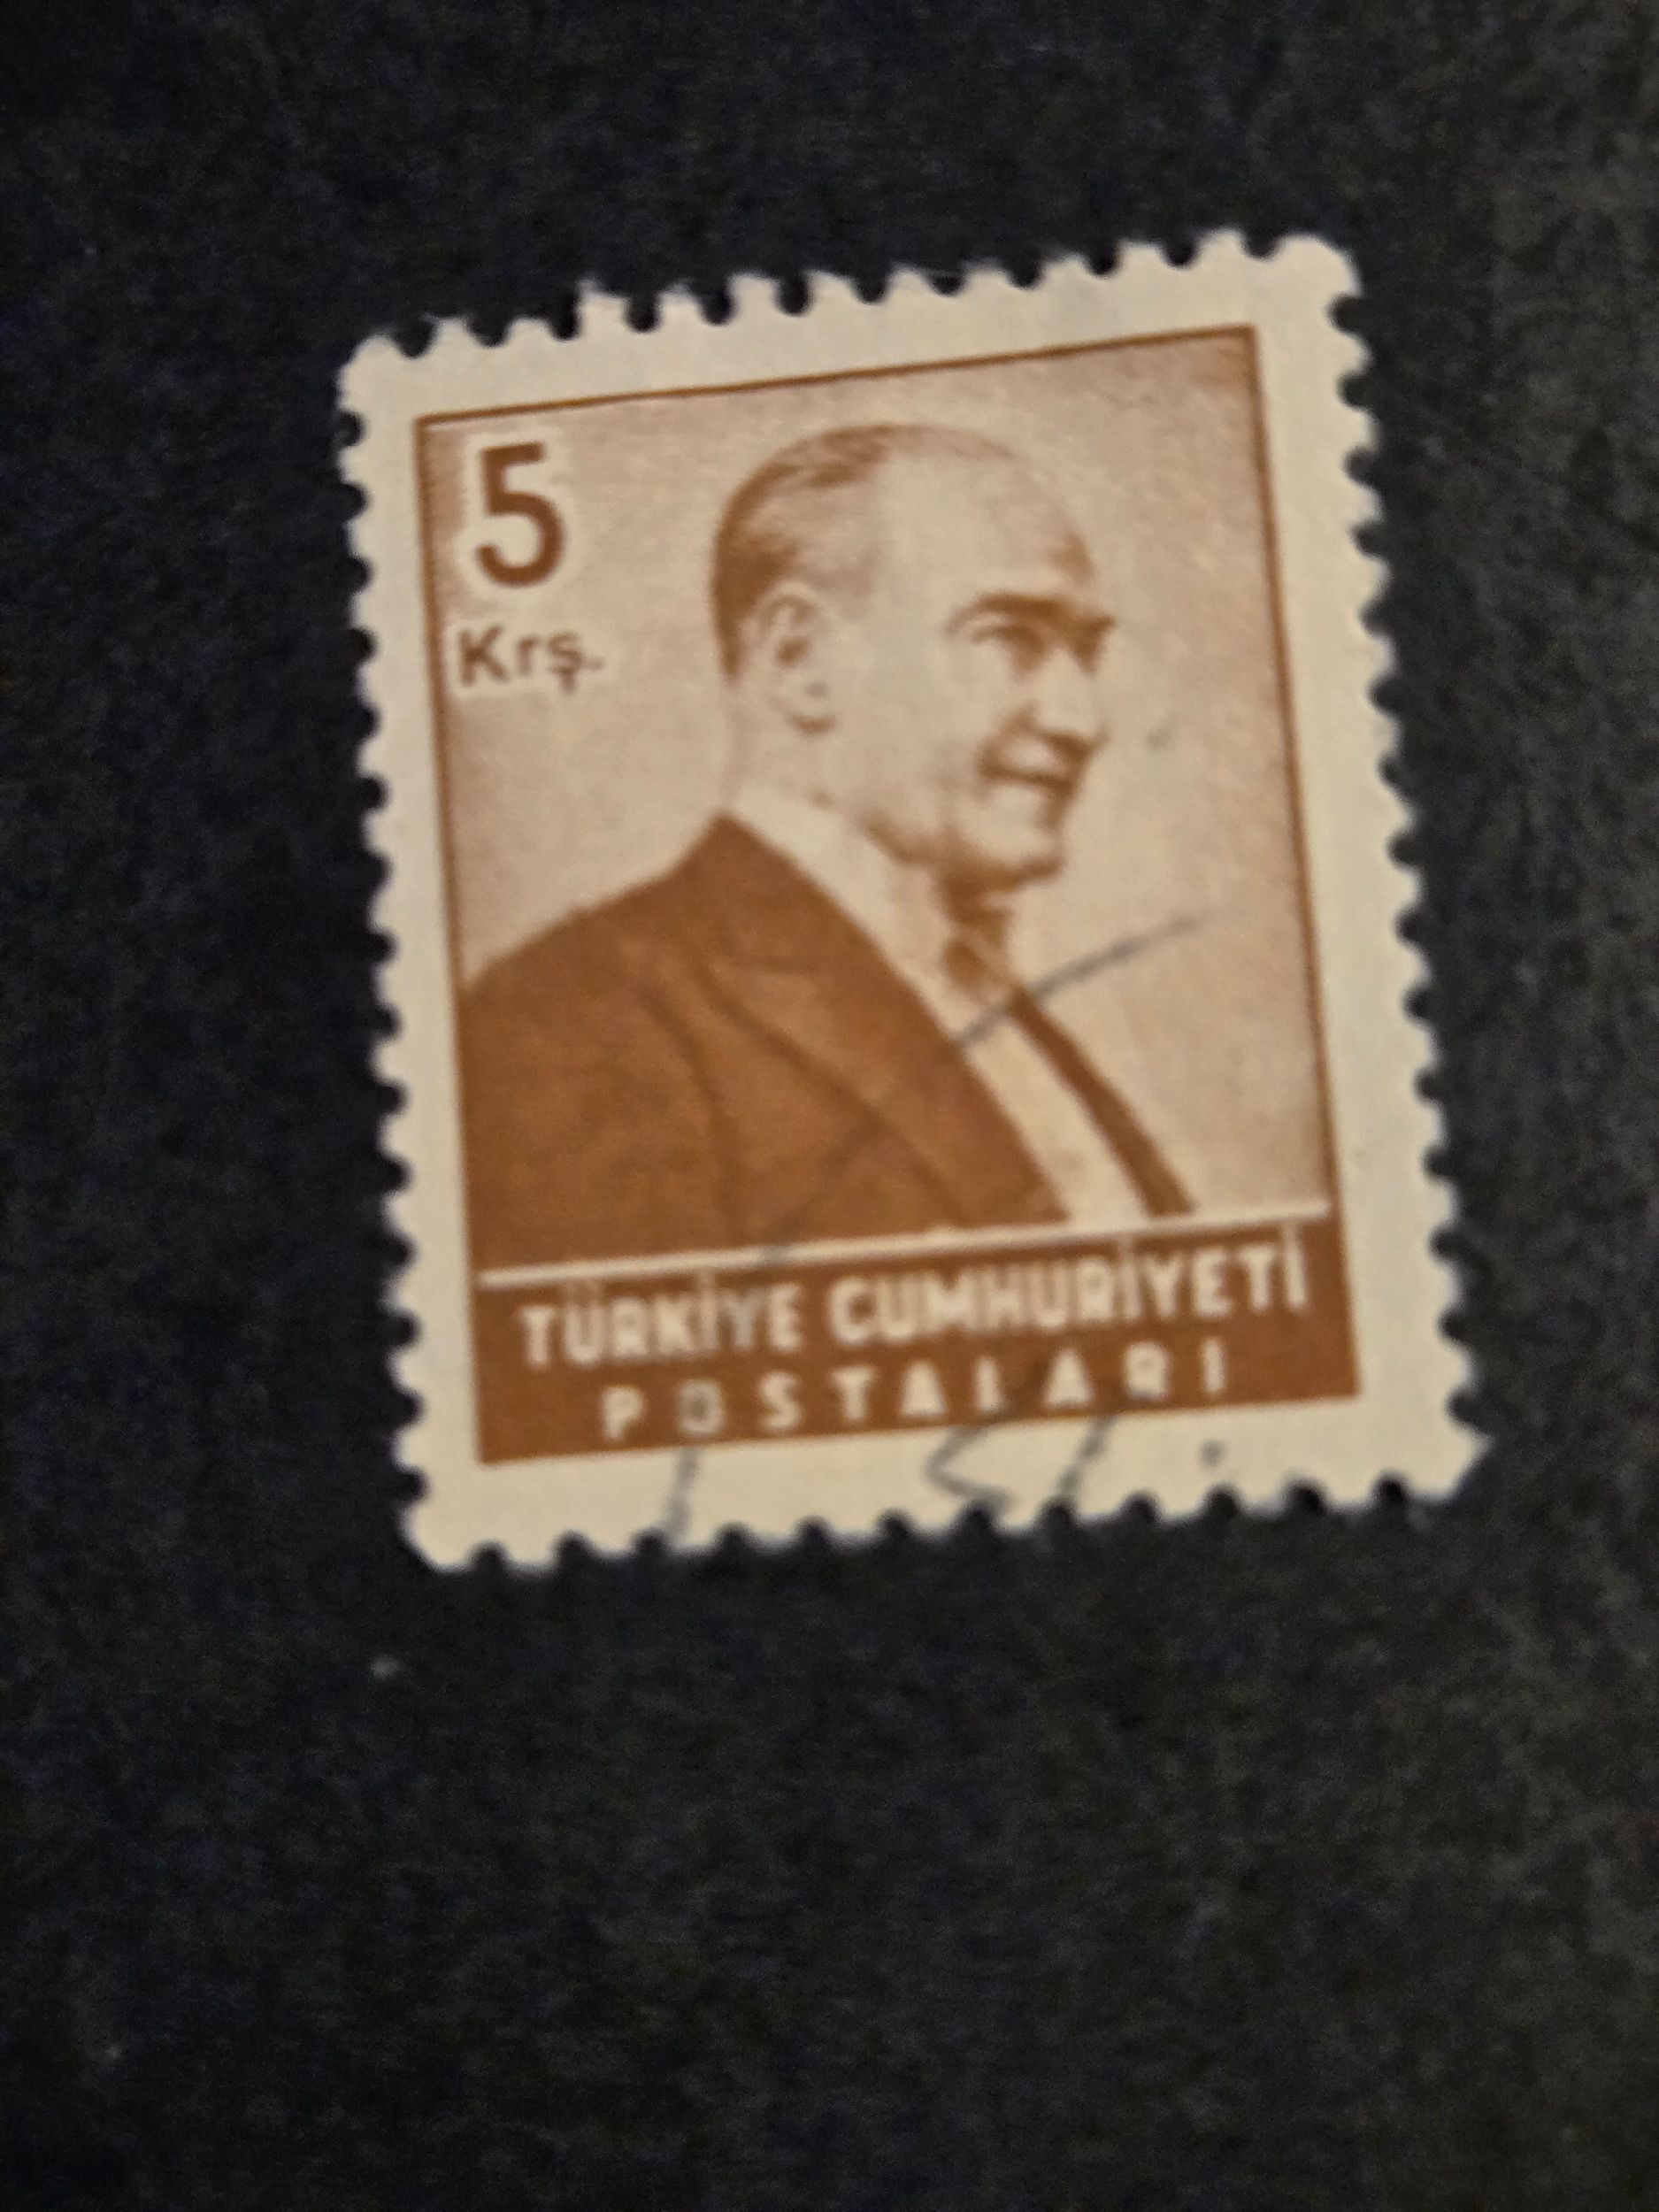 5
Krş.
TÜRKİYE CUMHURİYETİ
POSTALARI